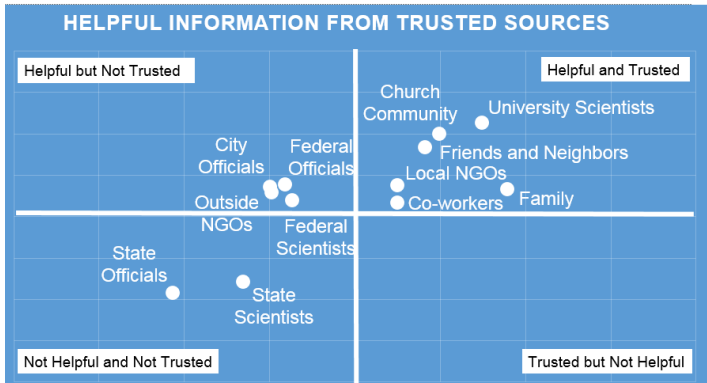 HELPFUL INFORMATION FROM TRUSTED SOURCES
Helpful but Not Trusted
Helpful and Trusted
Church
Community
University Scientists
City
Officials
Federal
Officials
Friends and Neighbors
Local NGOs
Outside
NGOs
Co-workers
Family
Federal
Scientists
State
Officials
State
Scientists
Not Helpful and Not Trusted
Trusted but Not Helpful